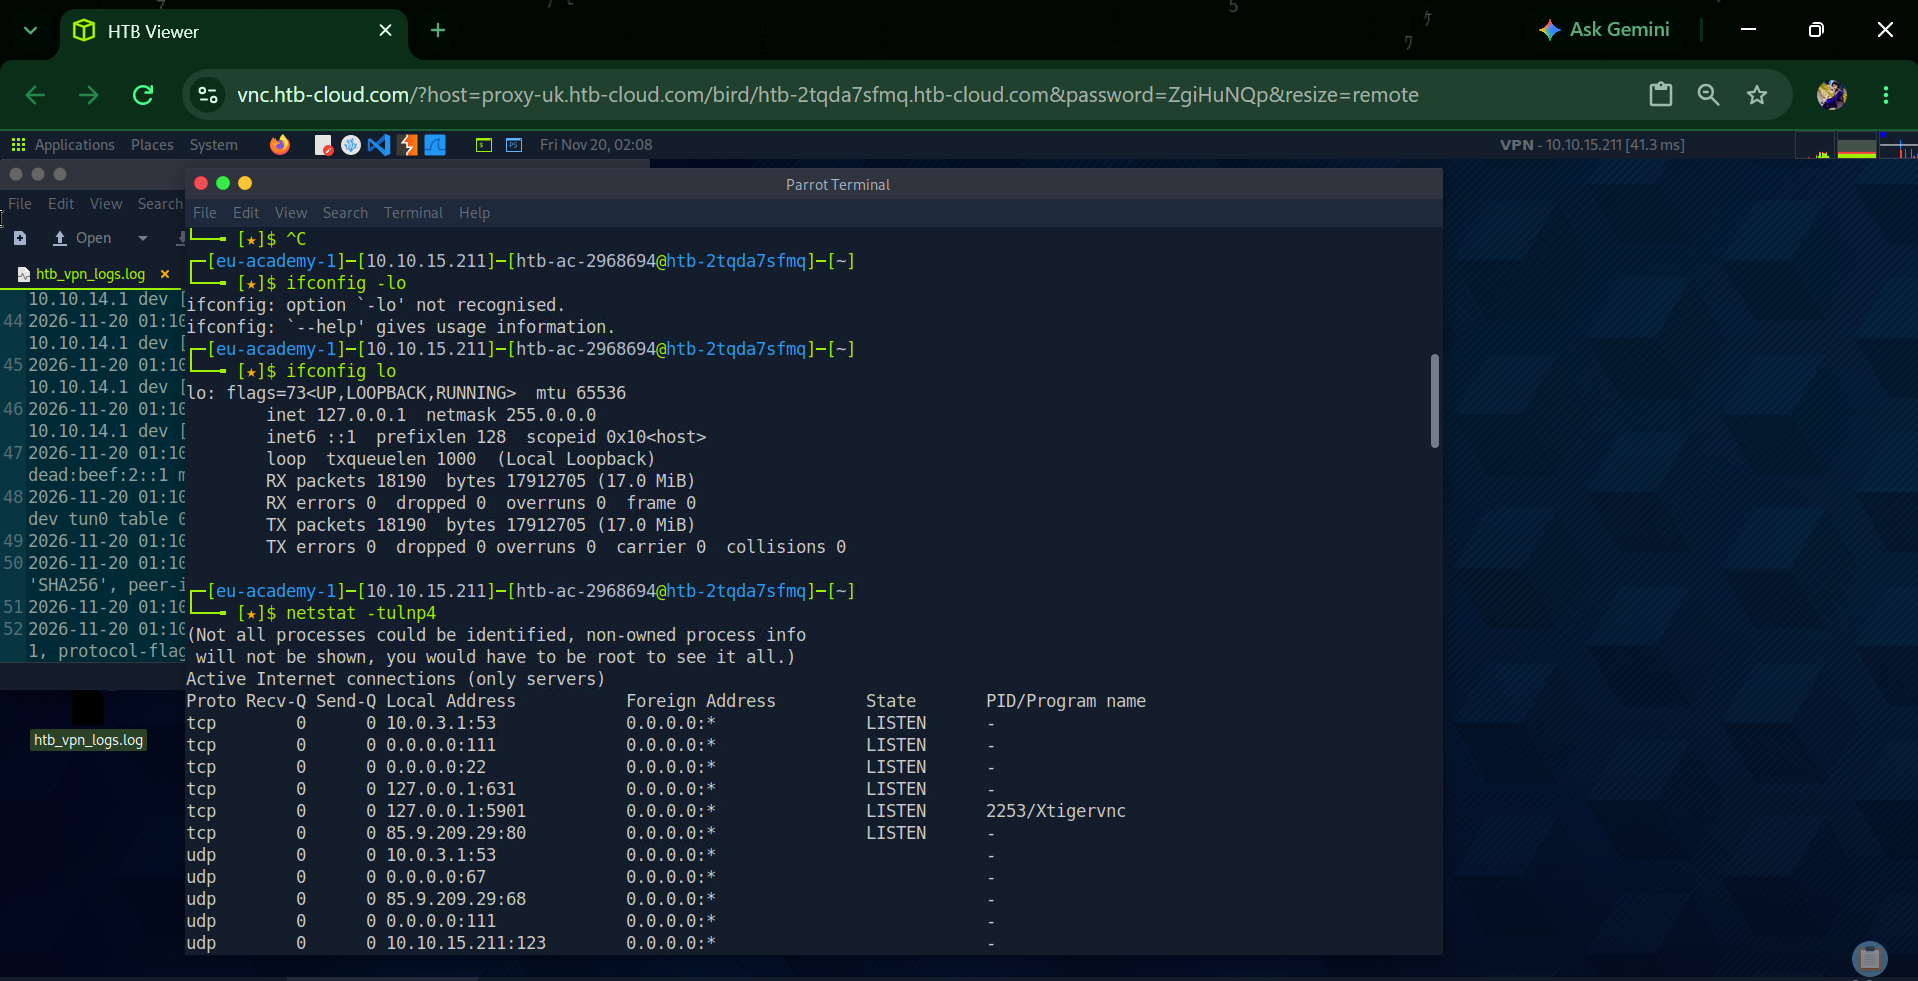 HTB Viewer
Ask Gemini
vnc.htb-cloud.com/?host=proxy-uk.htb-cloud.com/bird/htb-2tqda7sfmq.htb-cloud.com&password=ZgiHuNQp&resize=remote
Applications Places System Fri Nov 20, 02:08 VPN - 10.10.15.211 [41.3 ms]
File Edit View Search
Open
htb_vpn_logs.log
10.10.14.1 dev [
44 2026-11-20 01:10
10.10.14.1 dev [
45 2026-11-20 01:10
10.10.14.1 dev [
46 2026-11-20 01:10
10.10.14.1 dev [
47 2026-11-20 01:10
dead:beef:2::1 m
48 2026-11-20 01:10
dev tun0 table 0
49 2026-11-20 01:10
50 2026-11-20 01:10
'SHA256', peer-i
51 2026-11-20 01:10
52 2026-11-20 01:10
1, protocol-flag
htb_vpn_logs.log
Parrot Terminal
File Edit View Search Terminal Help
└──╼ [★]$ ^C
┌─[eu-academy-1]─[10.10.15.211]─[htb-ac-2968694@htb-2tqda7sfmq]─[~]
└──╼ [★]$ ifconfig -lo
ifconfig: option `-lo' not recognised.
ifconfig: `--help' gives usage information.
┌─[eu-academy-1]─[10.10.15.211]─[htb-ac-2968694@htb-2tqda7sfmq]─[~]
└──╼ [★]$ ifconfig lo
lo: flags=73<UP,LOOPBACK,RUNNING>  mtu 65536
        inet 127.0.0.1  netmask 255.0.0.0
        inet6 ::1  prefixlen 128  scopeid 0x10<host>
        loop  txqueuelen 1000  (Local Loopback)
        RX packets 18190  bytes 17912705 (17.0 MiB)
        RX errors 0  dropped 0  overruns 0  frame 0
        TX packets 18190  bytes 17912705 (17.0 MiB)
        TX errors 0  dropped 0 overruns 0  carrier 0  collisions 0
┌─[eu-academy-1]─[10.10.15.211]─[htb-ac-2968694@htb-2tqda7sfmq]─[~]
└──╼ [★]$ netstat -tulnp4
(Not all processes could be identified, non-owned process info
 will not be shown, you would have to be root to see it all.)
Active Internet connections (only servers)
Proto Recv-Q Send-Q Local Address           Foreign Address         State       PID/Program name
tcp        0      0 10.0.3.1:53             0.0.0.0:*               LISTEN      -
tcp        0      0 0.0.0.0:111             0.0.0.0:*               LISTEN      -
tcp        0      0 0.0.0.0:22              0.0.0.0:*               LISTEN      -
tcp        0      0 127.0.0.1:631           0.0.0.0:*               LISTEN      -
tcp        0      0 127.0.0.1:5901          0.0.0.0:*               LISTEN      2253/Xtigervnc
tcp        0      0 85.9.209.29:80          0.0.0.0:*               LISTEN      -
udp        0      0 10.0.3.1:53             0.0.0.0:*                           -
udp        0      0 0.0.0.0:67              0.0.0.0:*                           -
udp        0      0 85.9.209.29:68          0.0.0.0:*                           -
udp        0      0 0.0.0.0:111             0.0.0.0:*                           -
udp        0      0 10.10.15.211:123        0.0.0.0:*                           -